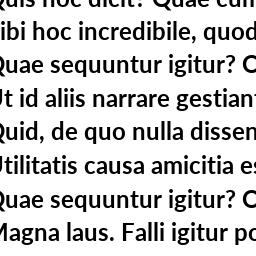 Quis hoc dicit? Quae cum
ibi hoc incredibile, quod
Quae sequuntur igitur?
Ut id aliis narrare gestiant
Quid, de quo nulla dissen
Utilitatis causa amicitia es
Quae sequuntur igitur?
Magna laus. Falli igitur po